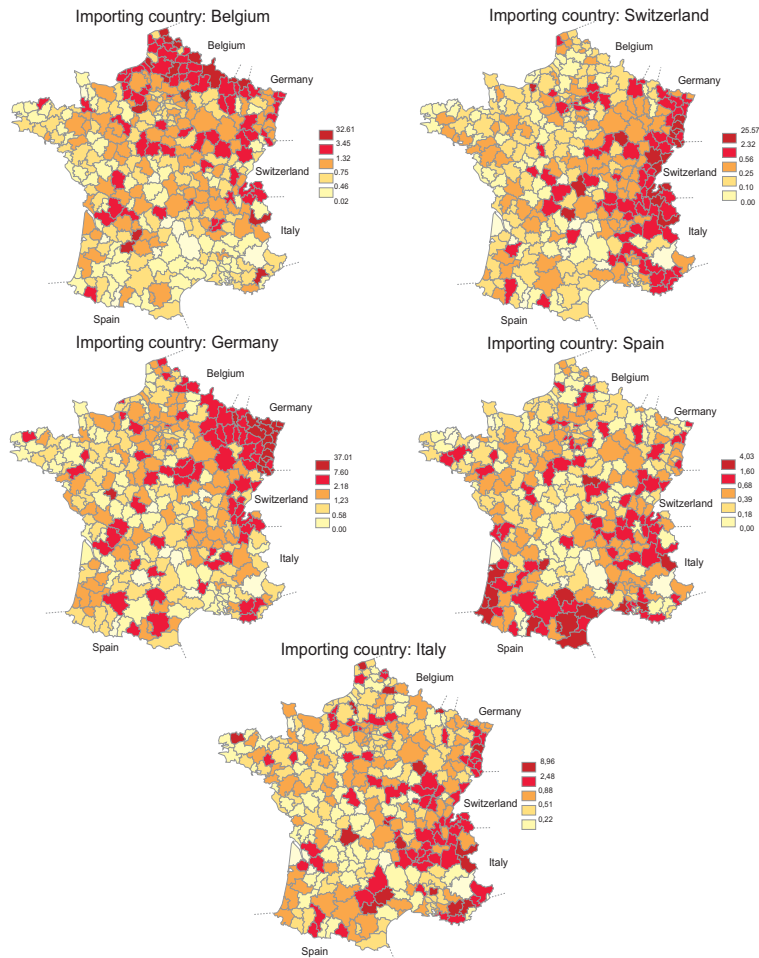 Importing country: Belgium
Belgium
Germany
32.61
3.45
1.32
0.75
0.46
0.02
Switzerland
Italy
Spain
Importing country: Switzerland
Belgium
Germany
25.57
2.32
0.56
0.25
0.10
0.00
Switzerland
Italy
Spain
Importing country: Germany
Belgium
Germany
37.01
7.60
2.18
1,23
0.58
0.00
Switzerland
Italy
Spain
Importing country: Spain
Belgium
Germany
4,03
1,60
0,68
0,39
0,18
0,00
Switzerland
Italy
Spain
Importing country: Italy
Belgium
Germany
8,96
2,48
0,88
0,51
0,22
Switzerland
Italy
Spain